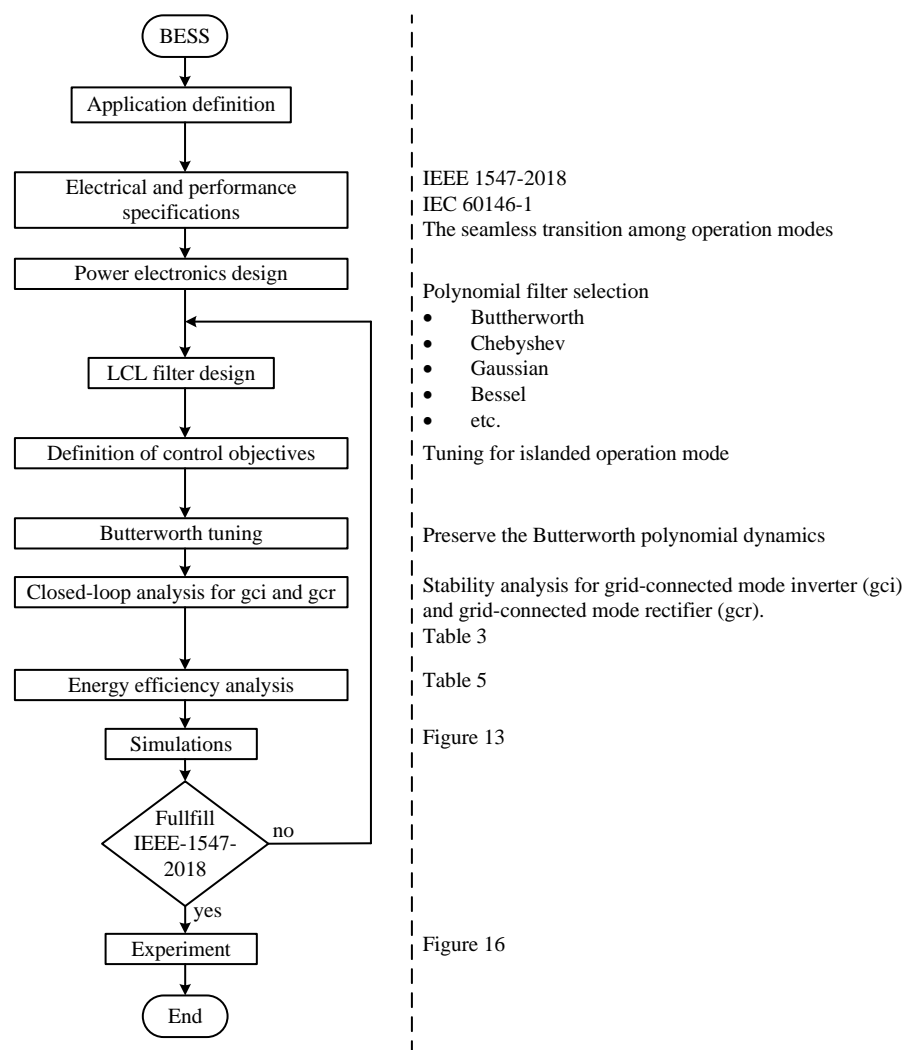 BESS
Application definition
Electrical and performance
specifications
IEEE 1547-2018
IEC 60146-1
The seamless transition among operation modes
Power electronics design
Polynomial filter selection
• Buttherworth
• Chebyshev
• Gaussian
• Bessel
• etc.
LCL filter design
Definition of control objectives
Tuning for islanded operation mode
Butterworth tuning
Preserve the Butterworth polynomial dynamics
Closed-loop analysis for gci and gcr
Stability analysis for grid-connected mode inverter (gci)
and grid-connected mode rectifier (gcr).
Table 3
Energy efficiency analysis
Table 5
Simulations
Figure 13
Fullfill
IEEE-1547-
2018
no
yes
Experiment
Figure 16
End